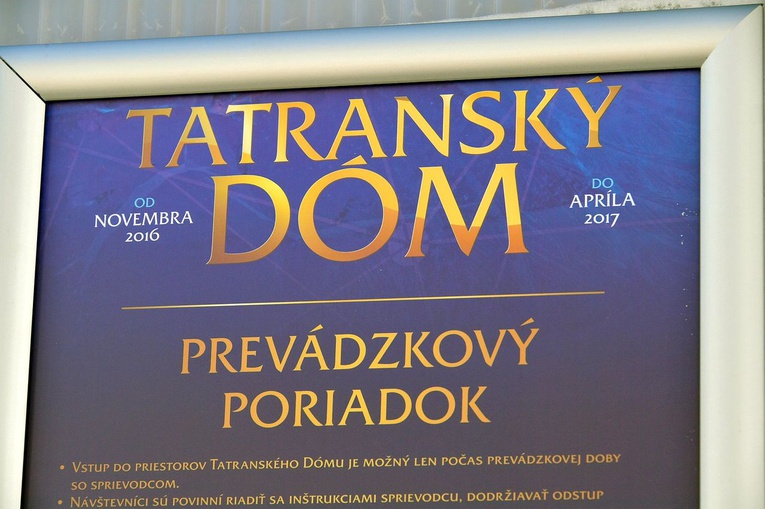 TATRANSKÝ
DÓM
OD
NOVEMBRA
2016
DO
APRÍLA
2017
PREVÁDZKOVÝ
PORIADOK
• VSTUP DO PRIESTOROV TATRANSKÉHO DÓMU JE MOŽNÝ LEN POČAS PREVÁDZKOVEJ DOBY
SO SPRIEVODCOM.
• NÁVŠTEVNÍCI SÚ POVINNÍ RIADIŤ SA INŠTRUKCIAMI SPRIEVODCU, DODRŽIAVAŤ ODSTUP